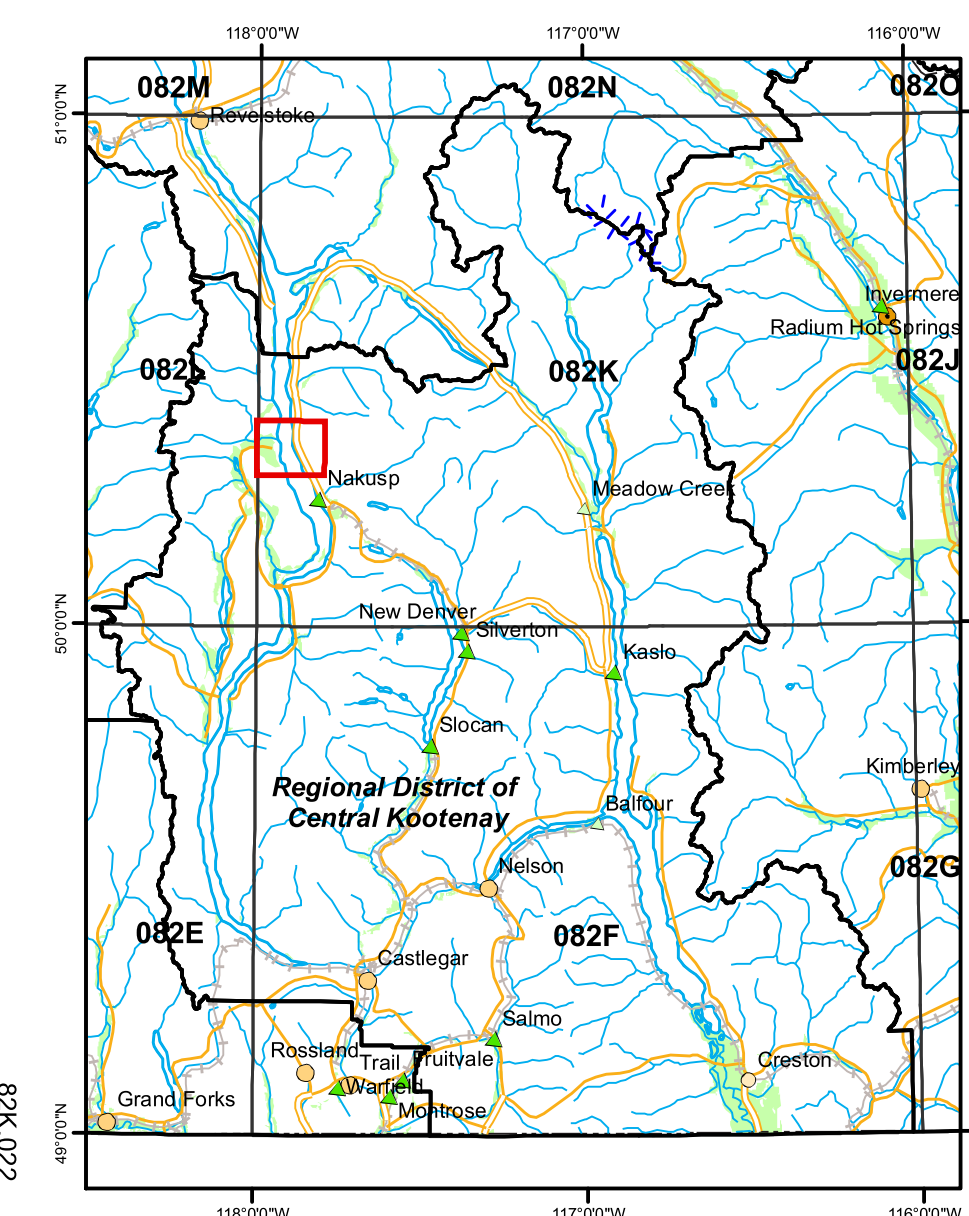 118°0'0"W
117°0'0"W
116°0'0"W
082M
082N
082O
51°0'0"N
Revelstoke
Invermere
Radium Hot Springs
082L
082K
082J
Nakusp
Meadow Creek
50°0'0"N
New Denver
Silverton
Kaslo
Slocan
Kimberley
Regional District of
Central Kootenay
Balfour
Nelson
082G
082E
082F
Castlegar
Salmo
Rossland
Trail
Fruitvale
Creston
Warfield
Grand Forks
Montrose
49°0'0"N
82K.022
118°0'0"W
117°0'0"W
116°0'0"W